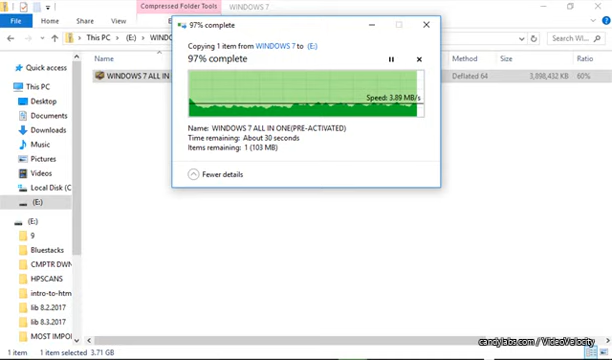 Compressed Folder Tools
WINDOWS 7
File
Home
Share
View
Extract
This PC
(E:)
Search 60%...
Name
Method
Size
Ratio
WINDOWS 7 ALL IN
Deflated 64
3,898,432 KB
60%
97% complete
Copying 1 item from WINDOWS 7 to (E:)
97% complete
Speed: 3.89 MB/s
Name: WINDOWS 7 ALL IN ONE(PRE-ACTIVATED)
Time remaining: About 30 seconds
Items remaining: 1 (103 MB)
Fewer details
Quick access
This PC
Desktop
Documents
Downloads
Music
Pictures
Videos
Local Disk (C
(E:)
(E:)
9
Bluestacks
CMPTR DWN
HPSCANS
intro-to-htm
lib 8.2.2017
lib 8.3.2017
MOST IMPOI
1 item
1 item selected 3.71 GB
candylabs.com / VideoVelocity